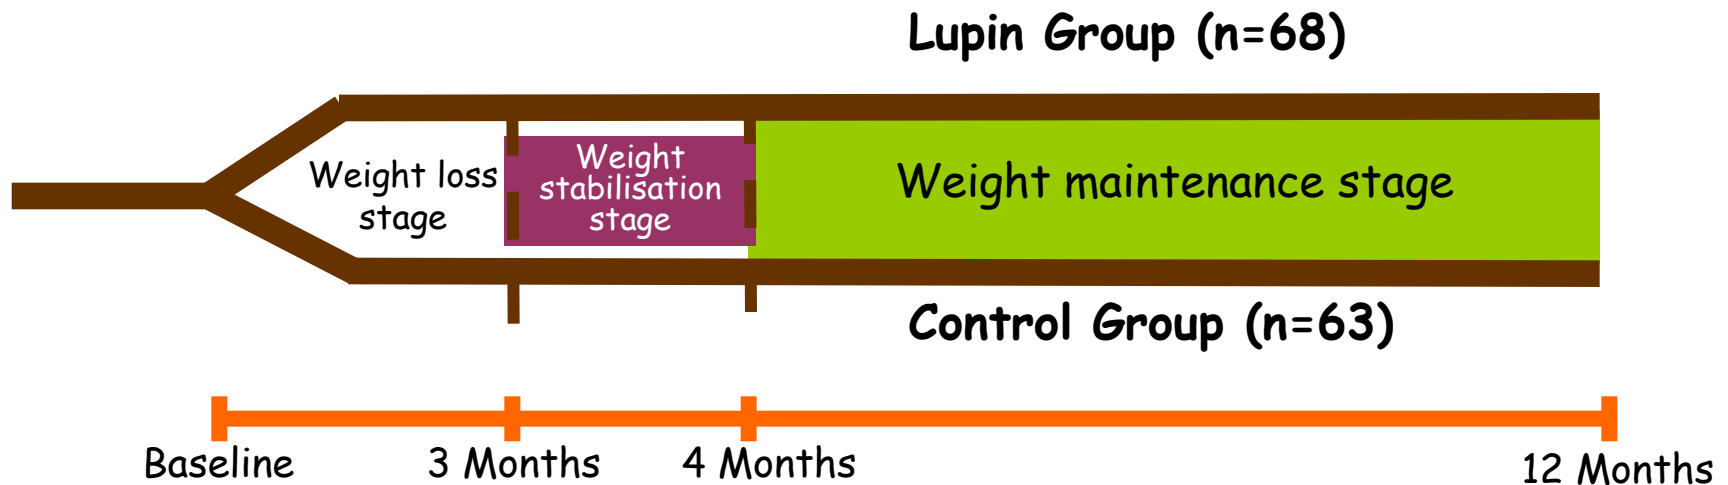 Lupin Group (n=68)
Weight loss
stage
Weight
stabilisation
stage
Weight maintenance stage
Control Group (n=63)
Baseline
3 Months
4 Months
12 Months